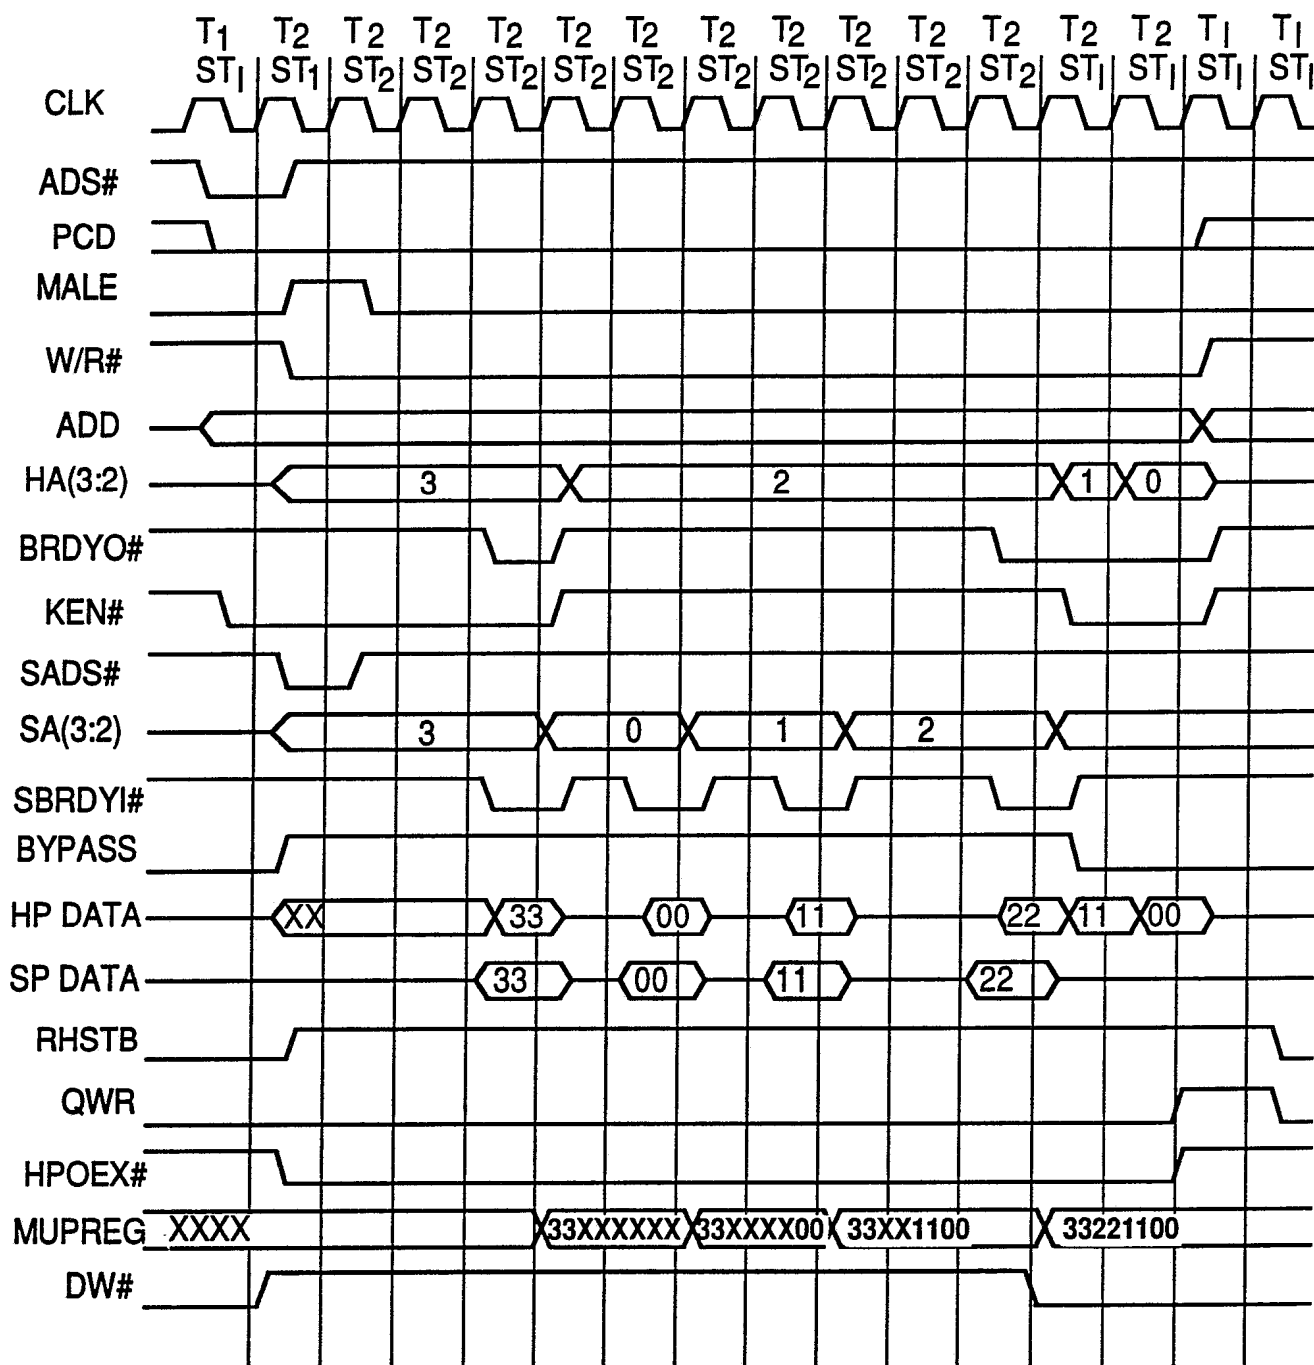 T1 T2 T2 T2 T2 T2 T2 T2 T2 T2 T2 T2 T2 T2 TI TI
STI ST1 ST2 ST2 ST2 ST2 ST2 ST2 ST2 ST2 ST2 ST2 STI STI STI STI
CLK
ADS#
PCD
MALE
W/R#
ADD
HA(3:2) 3 2 1 0
BRDYO#
KEN#
SADS#
SA(3:2) 3 0 1 2
SBRDYI#
BYPASS
HP DATA XX 33 00 11 22 11 00
SP DATA 33 00 11 22
RHSTB
QWR
HPOEX#
MUPREG XXXX 33XXXXXX 33XXXX00 33XX1100 33221100
DW#